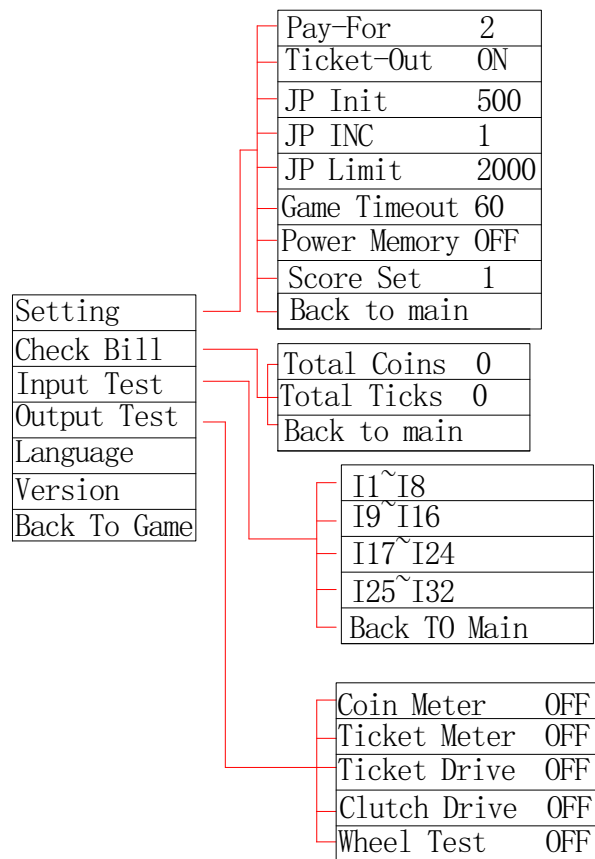 Pay-For 2
Ticket-Out ON
JP Init 500
JP INC 1
JP Limit 2000
Game Timeout 60
Power Memory OFF
Score Set 1
Back to main
Setting
Check Bill
Input Test
Output Test
Language
Version
Back To Game
Total Coins 0
Total Ticks 0
Back to main
I1~I8
I9~I16
I17~I24
I25~I32
Back TO Main
Coin Meter OFF
Ticket Meter OFF
Ticket Drive OFF
Clutch Drive OFF
Wheel Test OFF